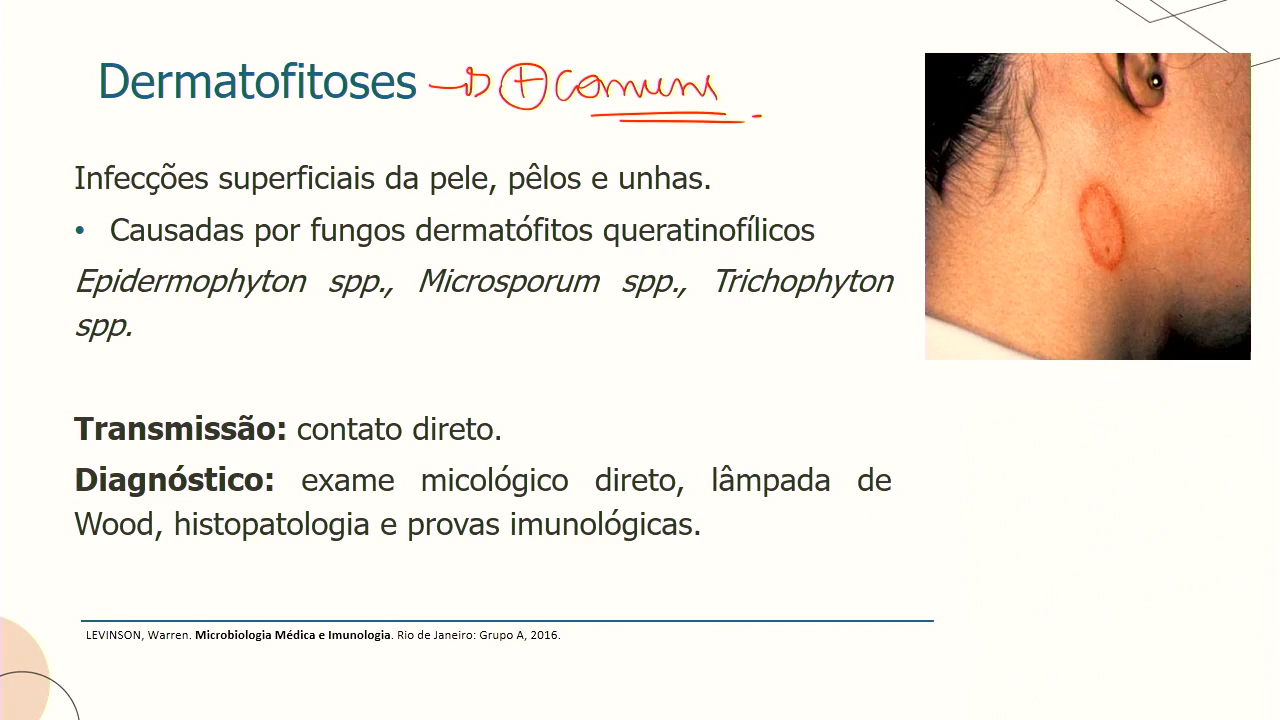 Dermatofitoses → + comuns
Infecções superficiais da pele, pêlos e unhas.
• Causadas por fungos dermatófitos queratinofílicos
Epidermophyton spp., Microsporum spp., Trichophyton
spp.
Transmissão: contato direto.
Diagnóstico: exame micológico direto, lâmpada de
Wood, histopatologia e provas imunológicas.
LEVINSON, Warren. Microbiologia Médica e Imunologia. Rio de Janeiro: Grupo A, 2016.